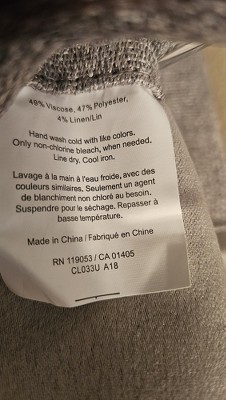 49% Viscose, 47% Polyester,
4% Linen/Lin
Hand wash cold with like colors.
Only non-chlorine bleach, when needed.
Line dry. Cool iron.
Lavage à la main à l'eau froide, avec des
couleurs similaires. Seulement un agent
de blanchiment non chloré au besoin.
Suspendre pour le séchage. Repasser à
basse température.
Made in China / Fabriqué en Chine
RN 119053 / CA 01405
CL033U A18